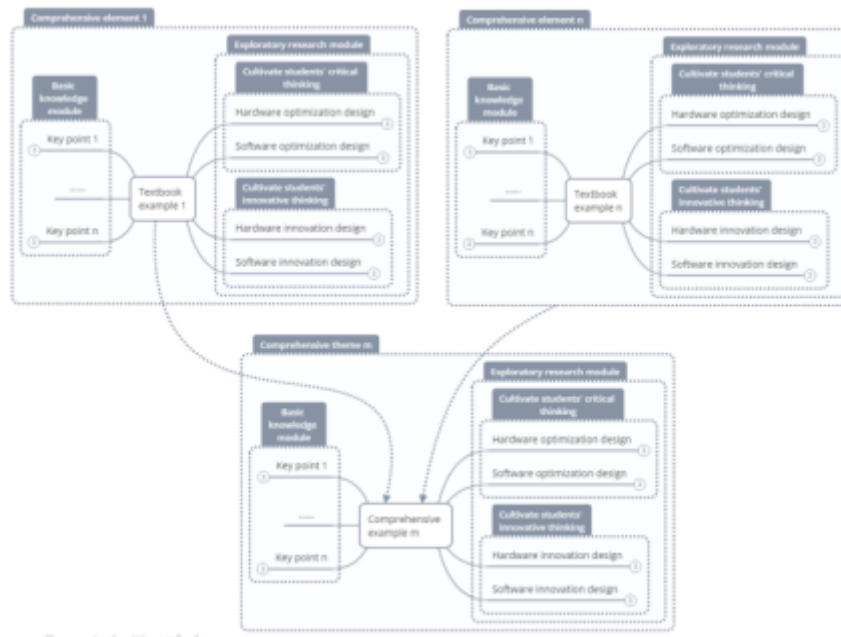 Comprehensive element 1
Exploratory research module
Cultivate students' critical
thinking
Basic
knowledge
module
Hardware optimization design
Key point 1
Software optimization design
......
Textbook
example 1
Cultivate students'
innovative thinking
Key point n
Hardware innovation design
Software innovation design
Comprehensive element n
Exploratory research module
Cultivate students' critical
thinking
Basic
knowledge
module
Hardware optimization design
Key point 1
Software optimization design
......
Textbook
example n
Cultivate students'
innovative thinking
Key point n
Hardware innovation design
Software innovation design
Comprehensive theme m
Exploratory research module
Cultivate students' critical
thinking
Basic
knowledge
module
Hardware optimization design
Key point 1
Software optimization design
......
Comprehensive
example m
Cultivate students'
innovative thinking
Key point n
Hardware innovation design
Software innovation design